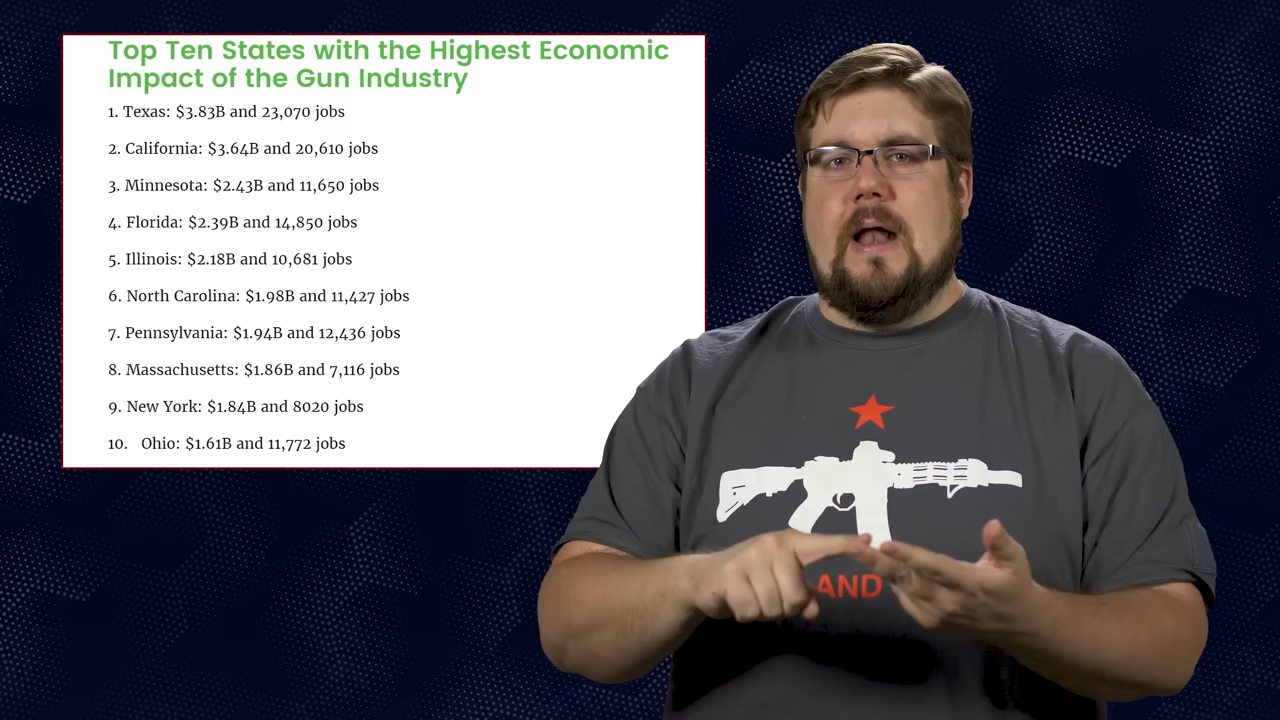 Top Ten States with the Highest Economic
Impact of the Gun Industry
1. Texas: $3.83B and 23,070 jobs
2. California: $3.64B and 20,610 jobs
3. Minnesota: $2.43B and 11,650 jobs
4. Florida: $2.39B and 14,850 jobs
5. Illinois: $2.18B and 10,681 jobs
6. North Carolina: $1.98B and 11,427 jobs
7. Pennsylvania: $1.94B and 12,436 jobs
8. Massachusetts: $1.86B and 7,116 jobs
9. New York: $1.84B and 8020 jobs
10. Ohio: $1.61B and 11,772 jobs
AND